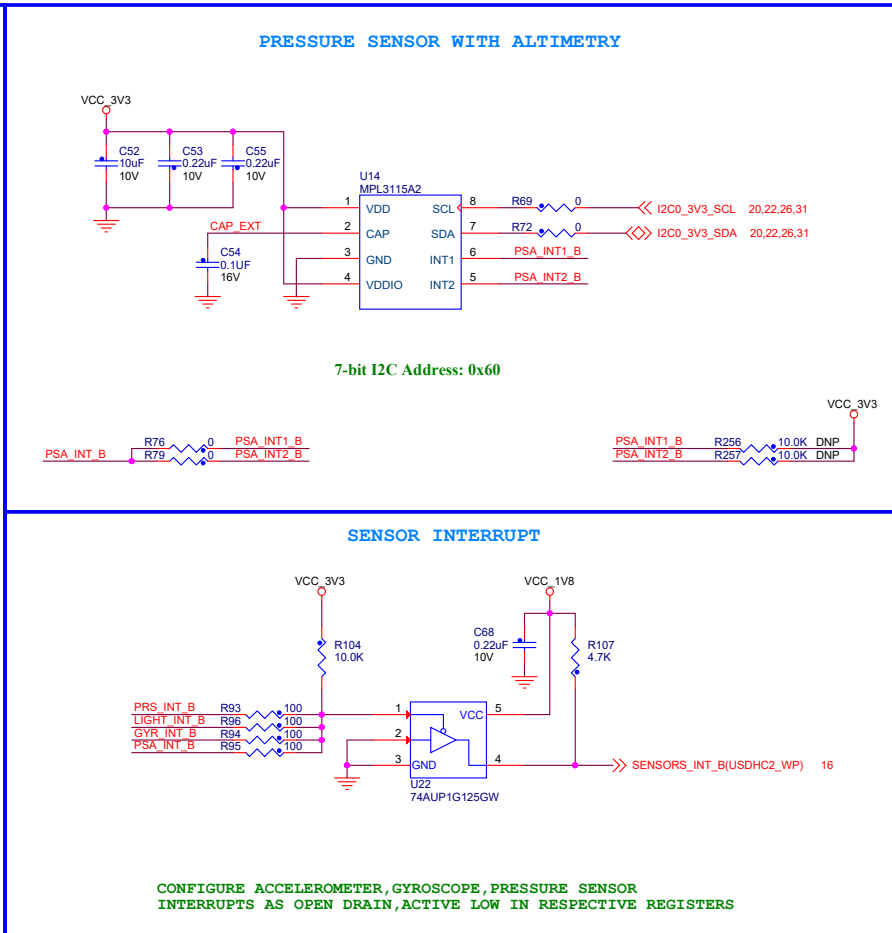 PRESSURE SENSOR WITH ALTIMETRY
VCC_3V3
C52
10uF
10V
C53
0.22uF
10V
C55
0.22uF
10V
U14
MPL3115A2
1 VDD SCL 8 R69 0 I2C0_3V3_SCL 20,22,26,31
CAP_EXT 2 CAP SDA 7 R72 0 I2C0_3V3_SDA 20,22,26,31
3 GND INT1 6 PSA_INT1_B
4 VDDIO INT2 5 PSA_INT2_B
C54
0.1UF
16V
7-bit I2C Address: 0x60
VCC_3V3
PSA_INT_B
R76 0 PSA_INT1_B
R79 0 PSA_INT2_B
PSA_INT1_B R256 10.0K DNP
PSA_INT2_B R257 10.0K DNP
SENSOR INTERRUPT
VCC_3V3
VCC_1V8
R104
10.0K
C68
0.22uF
10V
R107
4.7K
PRS_INT_B R93 100
LIGHT_INT_B R96 100
GYR_INT_B R94 100
PSA_INT_B R95 100
1 VCC 5
2
3 GND 4 SENSORS_INT_B(USDHC2_WP) 16
U22
74AUP1G125GW
CONFIGURE ACCELEROMETER,GYROSCOPE,PRESSURE SENSOR
INTERRUPTS AS OPEN DRAIN,ACTIVE LOW IN RESPECTIVE REGISTERS